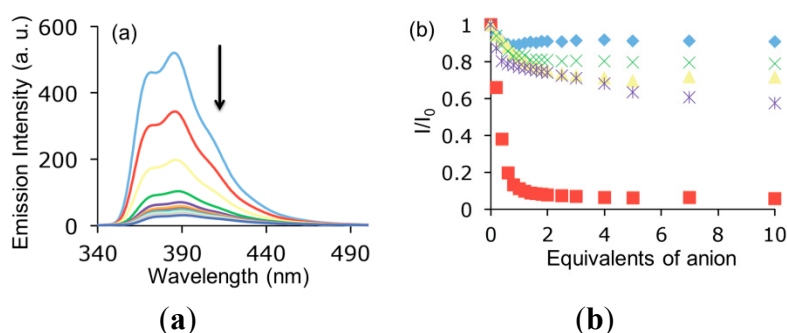 (a)
600
400
200
0
340 390 440 490
Wavelength (nm)
Emission Intensity (a. u.)
(a)
(b)
1
0.8
0.6
0.4
0.2
0
0 2 4 6 8 10
Equivalents of anion
I/I₀
(b)